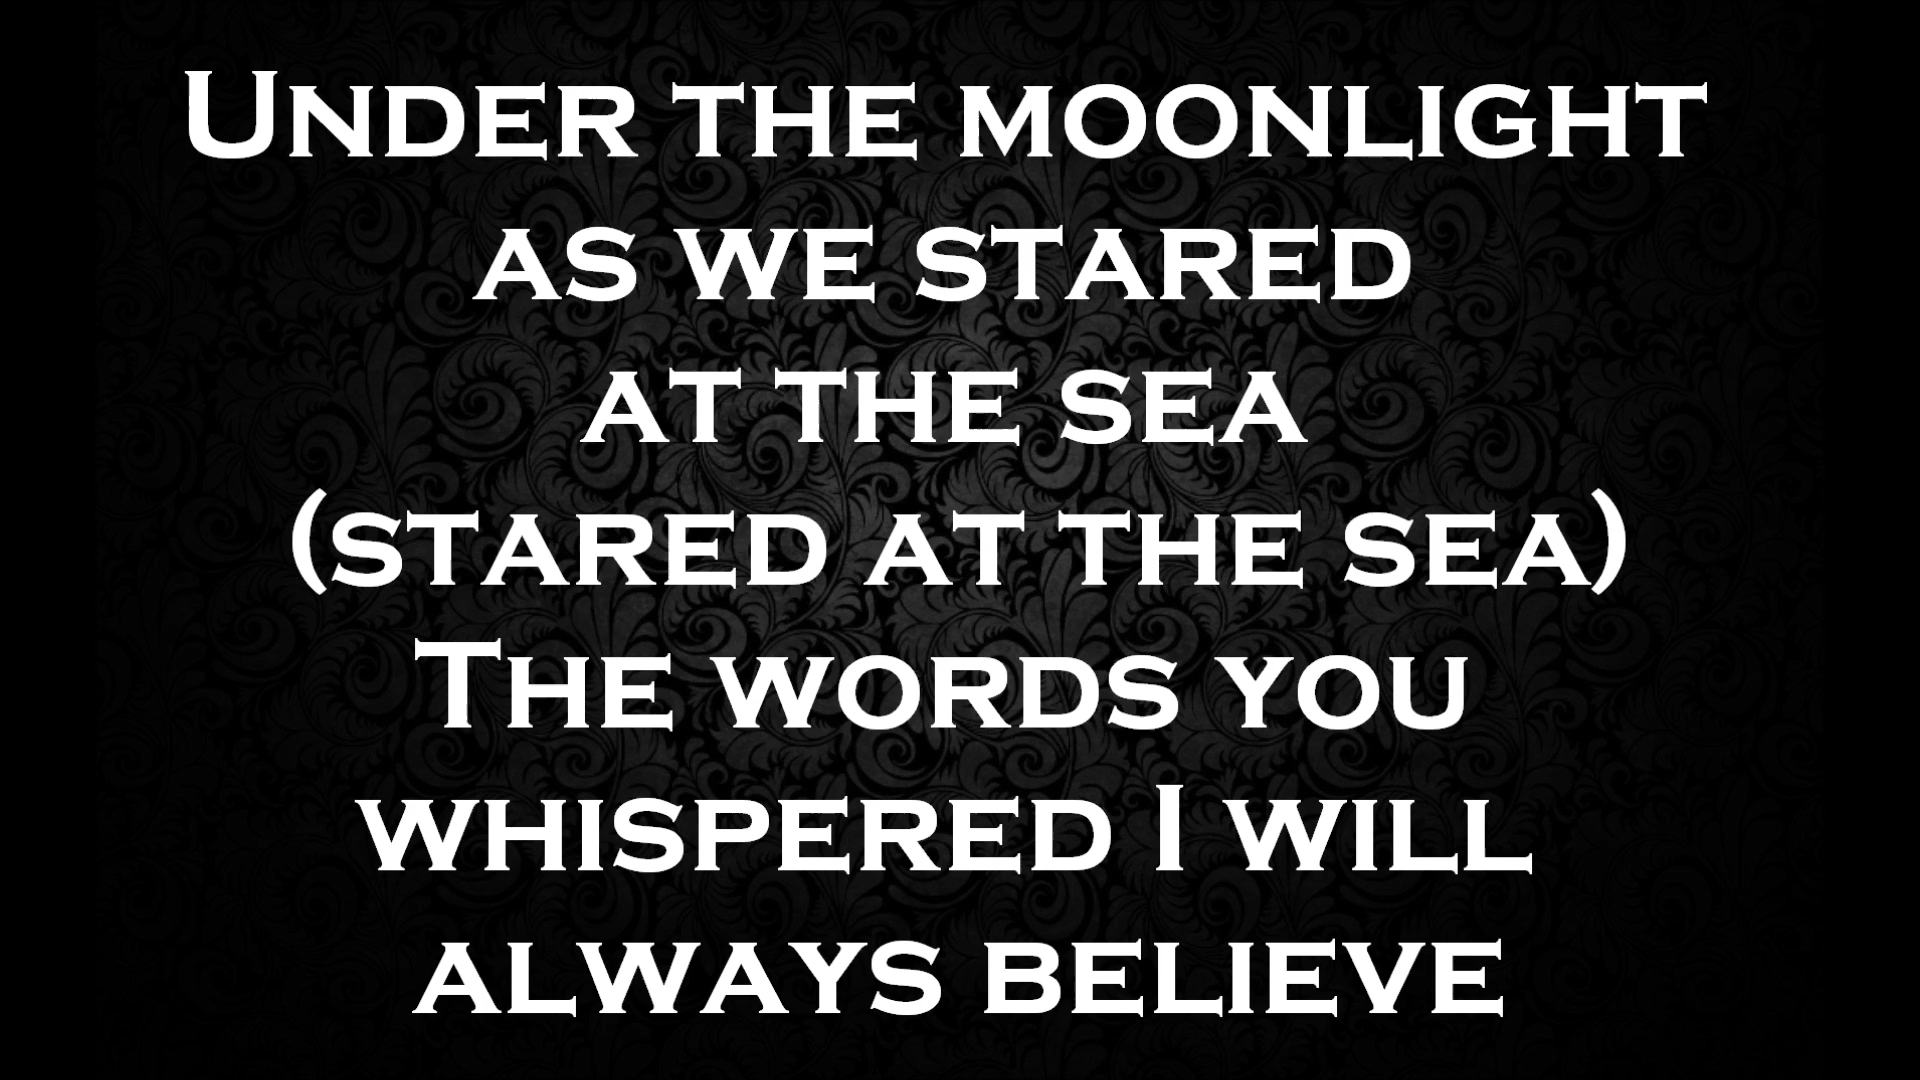 Under the moonlight
as we stared
at the sea
(stared at the sea)
The words you
whispered I will
always believe